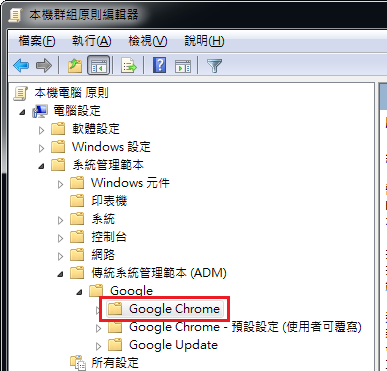 本機群組原則編輯器
檔案(F) 執行(A) 檢視(V) 說明(H)
本機電腦 原則
電腦設定
軟體設定
Windows 設定
系統管理範本
Windows 元件
印表機
系統
控制台
網路
傳統系統管理範本 (ADM)
Google
Google Chrome
Google Chrome - 預設設定 (使用者可覆寫)
Google Update
所有設定